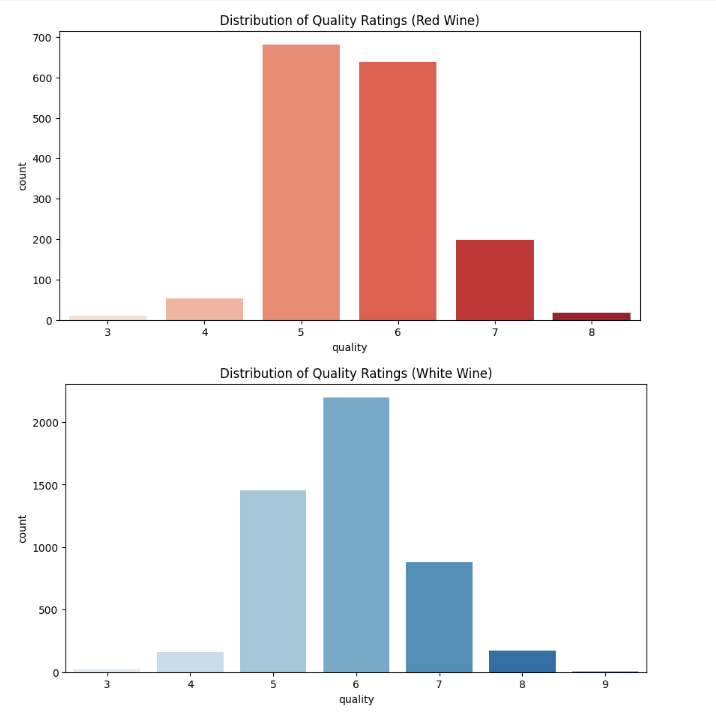 Distribution of Quality Ratings (Red Wine)
700
600
500
400
300
200
100
0
count
3 4 5 6 7 8
quality
Distribution of Quality Ratings (White Wine)
2000
1500
1000
500
0
count
3 4 5 6 7 8 9
quality